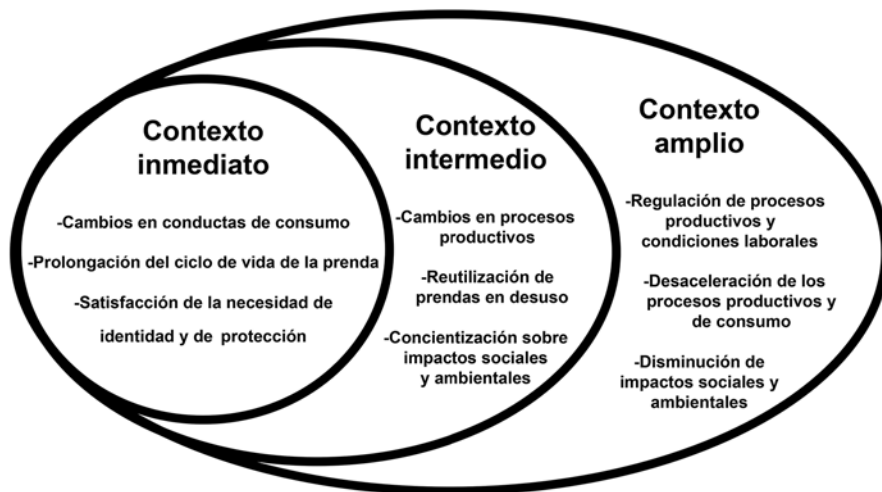 Contexto
inmediato
-Cambios en conductas de consumo
-Prolongación del ciclo de vida de la prenda
-Satisfacción de la necesidad de
identidad y de protección
Contexto
intermedio
-Cambios en procesos
productivos
-Reutilización de
prendas en desuso
-Concientización sobre
impactos sociales
y ambientales
Contexto
amplio
-Regulación de procesos
productivos y
condiciones laborales
-Desaceleración de los
procesos productivos y
de consumo
-Disminución de
impactos sociales y
ambientales